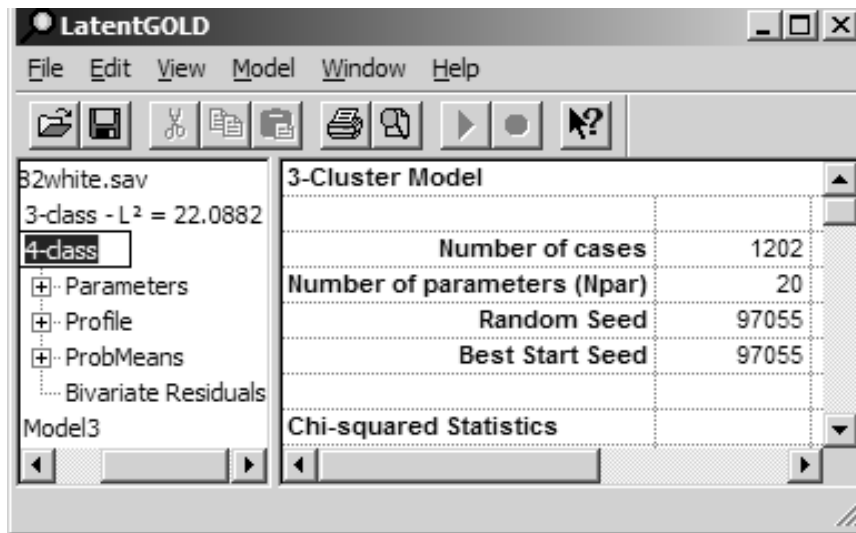 LatentGOLD
File Edit View Model Window Help
82white.sav
3-class - L² = 22.0882
4-class
Parameters
Profile
ProbMeans
Bivariate Residuals
Model3
3-Cluster Model
Number of cases 1202
Number of parameters (Npar) 20
Random Seed 97055
Best Start Seed 97055
Chi-squared Statistics